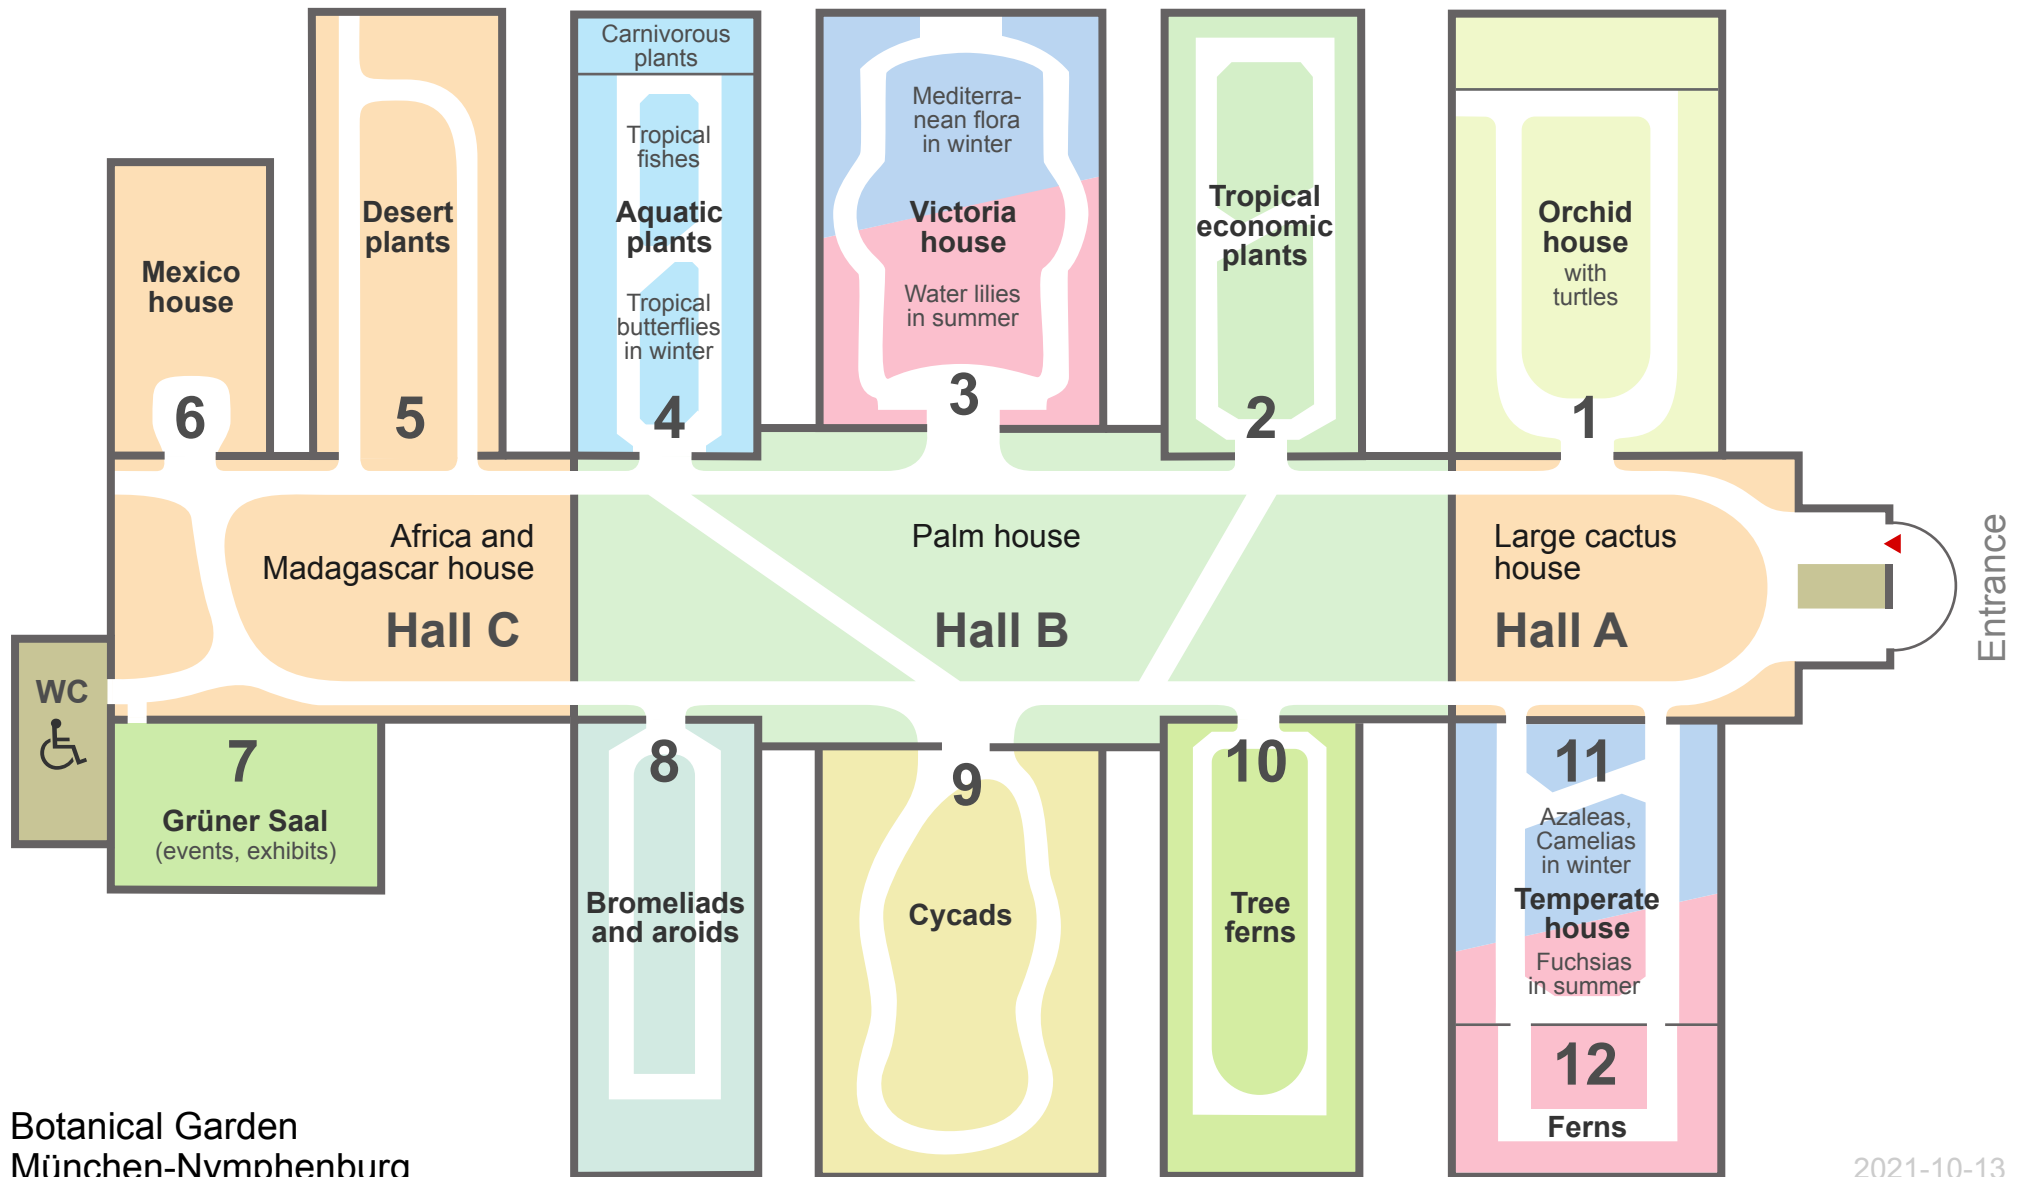 Carnivorous
plants
Tropical
fishes
Aquatic
plants
Tropical
butterflies
in winter
4
Mediterra-
nean flora
in winter
Victoria
house
Water lilies
in summer
3
Tropical
economic
plants
2
Orchid
house
with
turtles
1
Desert
plants
5
Mexico
house
6
Africa and
Madagascar house
Hall C
Palm house
Hall B
Large cactus
house
Hall A
Entrance
WC
7
Grüner Saal
(events, exhibits)
8
Bromeliads
and aroids
9
Cycads
10
Tree
ferns
11
Azaleas,
Camelias
in winter
Temperate
house
Fuchsias
in summer
12
Ferns
Botanical Garden
München-Nymphenburg
2021-10-13